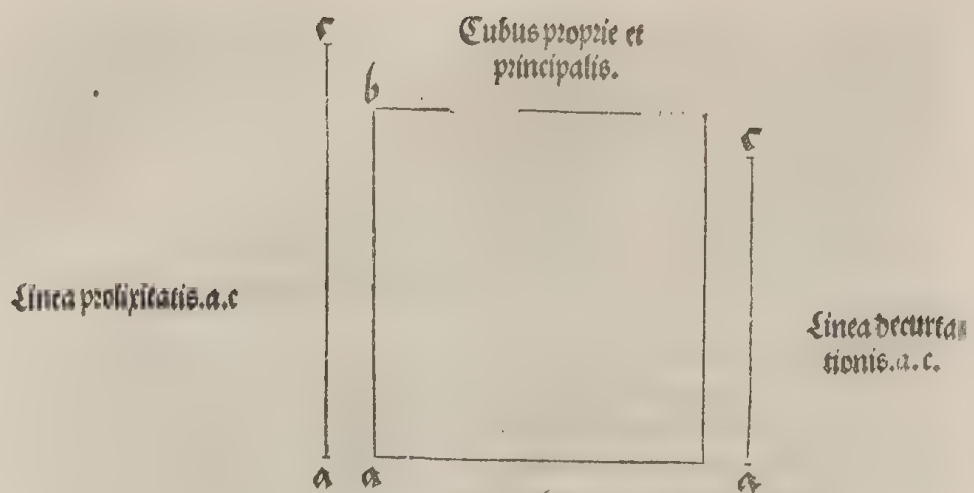 c
Cubus proprie et
principalis.
b
c
Linea prolixitatis.a.c
Linea decurta⸗
tionis.a.c.
a a a